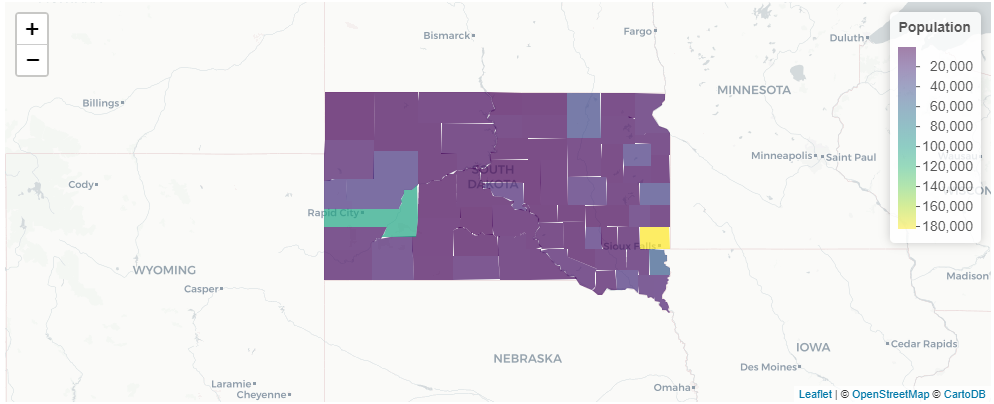 +
−
Bismarck
Fargo
Duluth
Population
20,000
40,000
60,000
80,000
100,000
120,000
140,000
160,000
180,000
MINNESOTA
Billings
Minneapolis
Saint Paul
Wausau
Cody
SOUTH
DAKOTA
Rapid City
Sioux Falls
WYOMING
Casper
Madison
NEBRASKA
IOWA
Cedar Rapids
Des Moines
Laramie
Cheyenne
Omaha
Leaflet | © OpenStreetMap © CartoDB